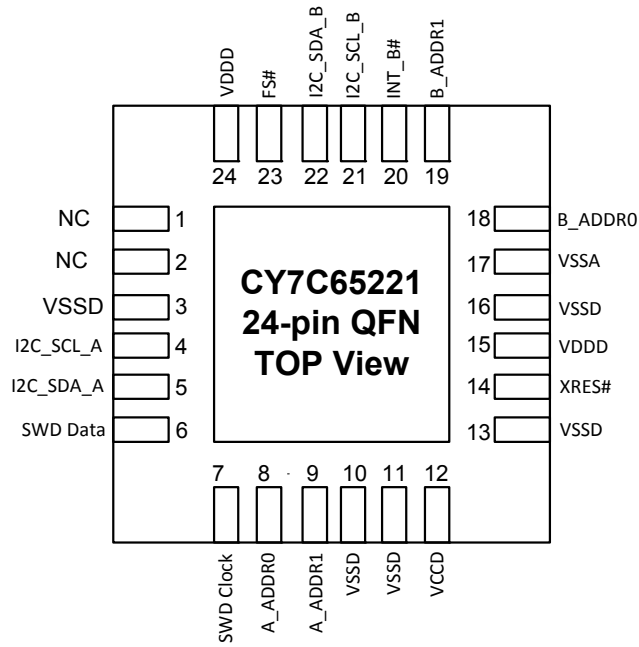 VDDD
FS#
I2C_SDA_B
I2C_SCL_B
INT_B#
B_ADDR1
24 23 22 21 20 19
NC 1
NC 2
VSSD 3
I2C_SCL_A 4
I2C_SDA_A 5
SWD Data 6
CY7C65221
24-pin QFN
TOP View
18 B_ADDR0
17 VSSA
16 VSSD
15 VDDD
14 XRES#
13 VSSD
7 8 9 10 11 12
SWD Clock
A_ADDR0
A_ADDR1
VSSD
VSSD
VCCD